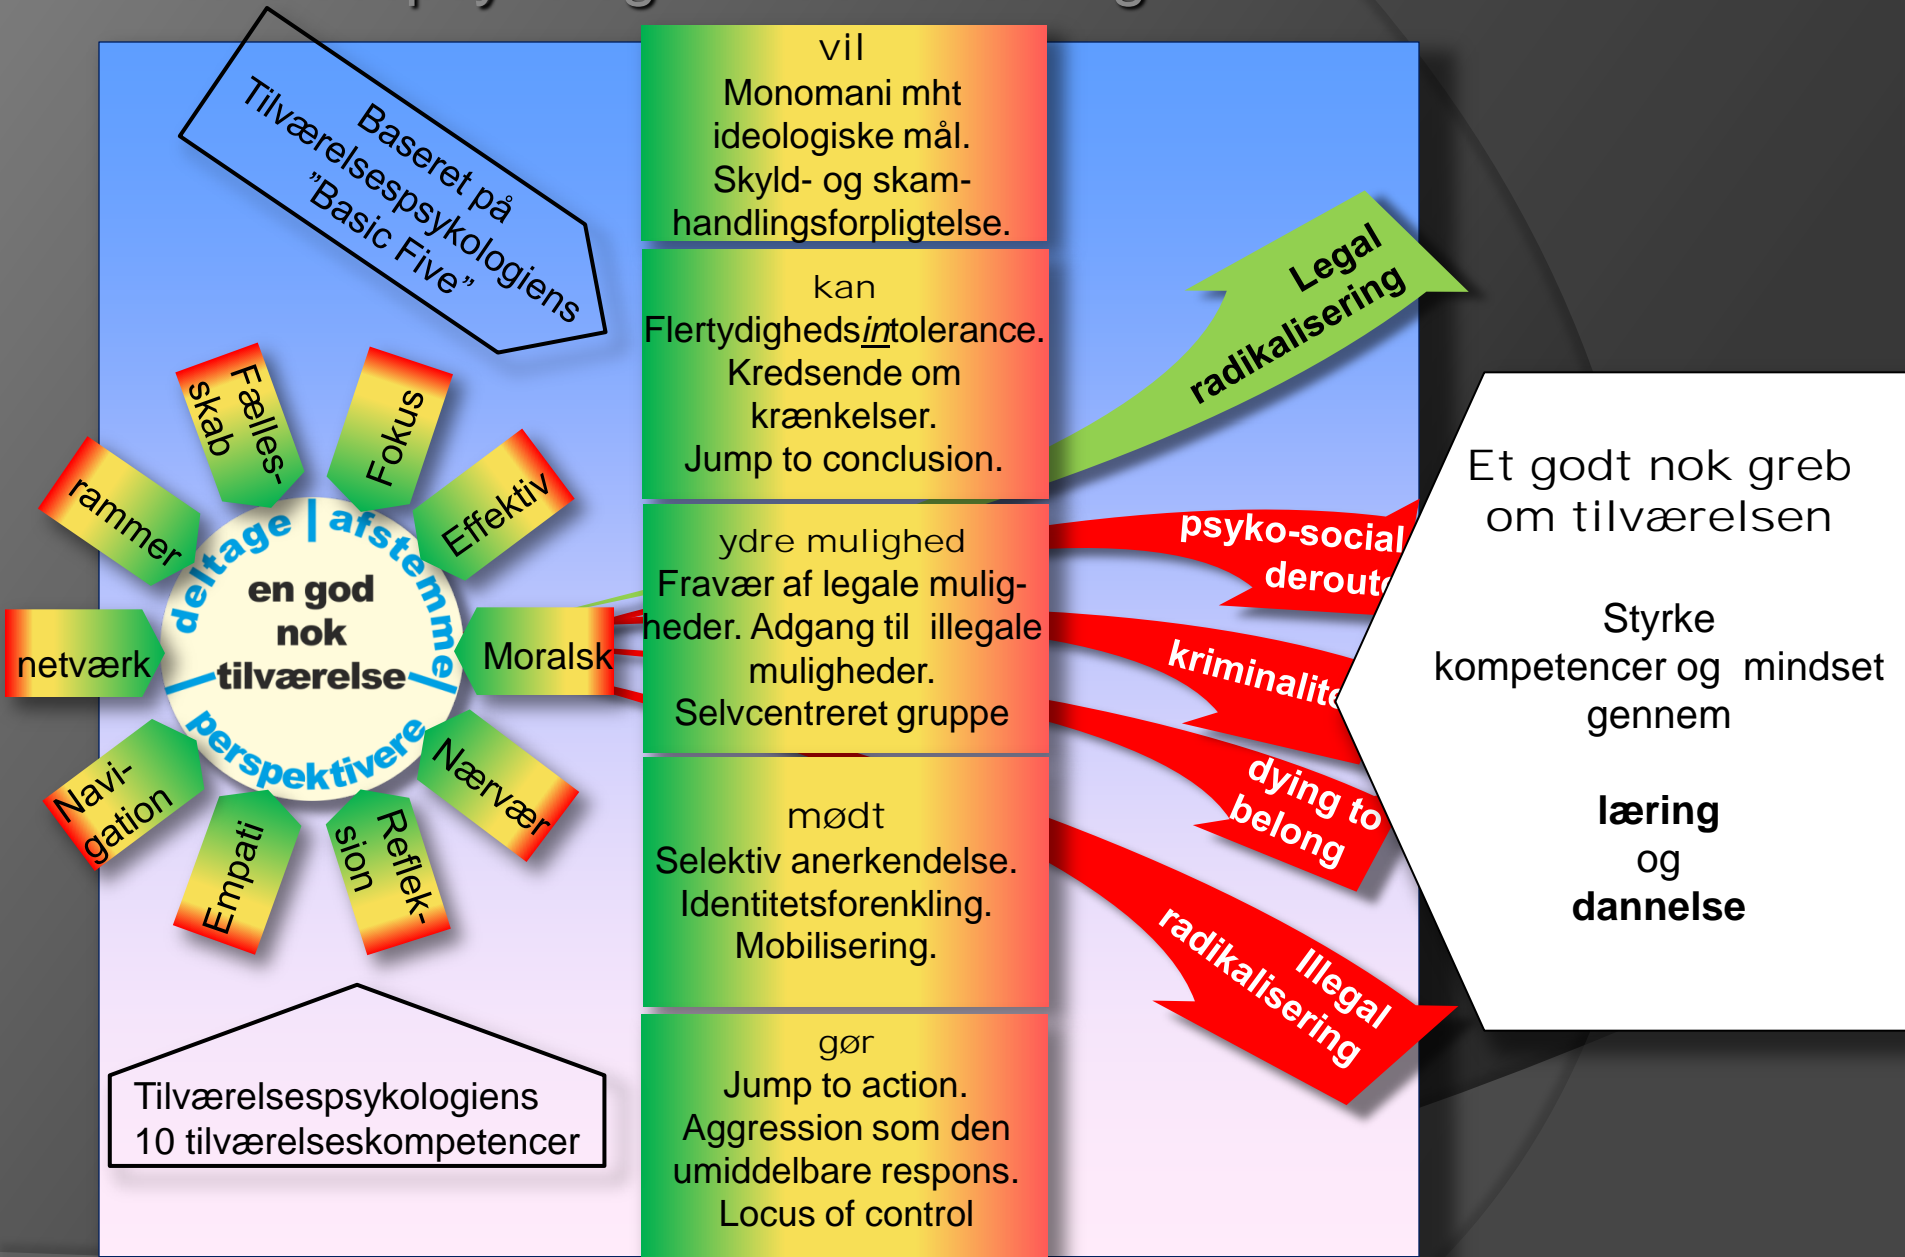 Baseret på
Tilværelsespsykologiens
”Basic Five”
vil
Monomani mht
ideologiske mål.
Skyld- og skam-
handlingsforpligtelse.
kan
Flertydighedsintolerance.
Kredsende om
krænkelser.
Jump to conclusion.
ydre mulighed
Fravær af legale mulig-
heder. Adgang til illegale
muligheder.
Selvcentreret gruppe
mødt
Selektiv anerkendelse.
Identitetsforenkling.
Mobilisering.
gør
Jump to action.
Aggression som den
umiddelbare respons.
Locus of control
Fælles-
skab
Fokus
Effektiv
Moralsk
Nærvær
Reflek-
sion
Empati
Navi-
gation
netværk
rammer
deltage | afstemme
perspektivere
en god
nok
tilværelse
Tilværelsespsykologiens
10 tilværelseskompetencer
Legal
radikalisering
psyko-social
deroute
kriminalite
dying to
belong
Illegal
radikalisering
Et godt nok greb
om tilværelsen
Styrke
kompetencer og mindset
gennem
læring
og
dannelse